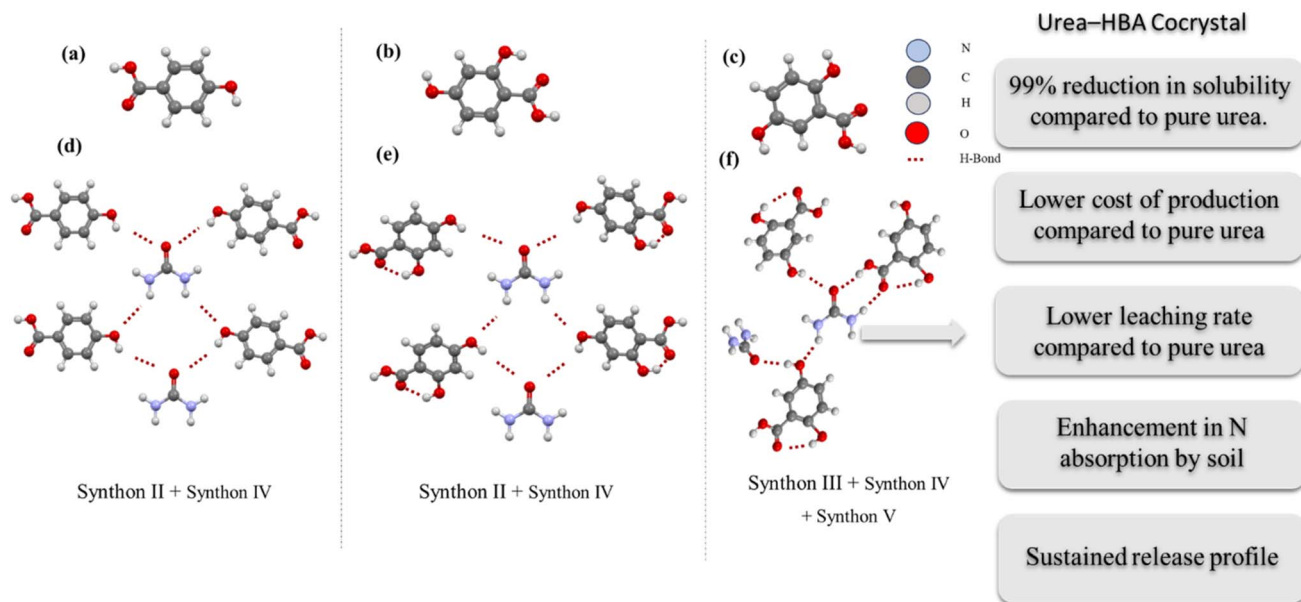 (a)
(b)
(c)
N
C
H
O
H-Bond
(d)
(e)
(f)
Synthon II + Synthon IV
Synthon II + Synthon IV
Synthon III + Synthon IV
+ Synthon V
Urea–HBA Cocrystal
99% reduction in solubility
compared to pure urea.
Lower cost of production
compared to pure urea
Lower leaching rate
compared to pure urea
Enhancement in N
absorption by soil
Sustained release profile